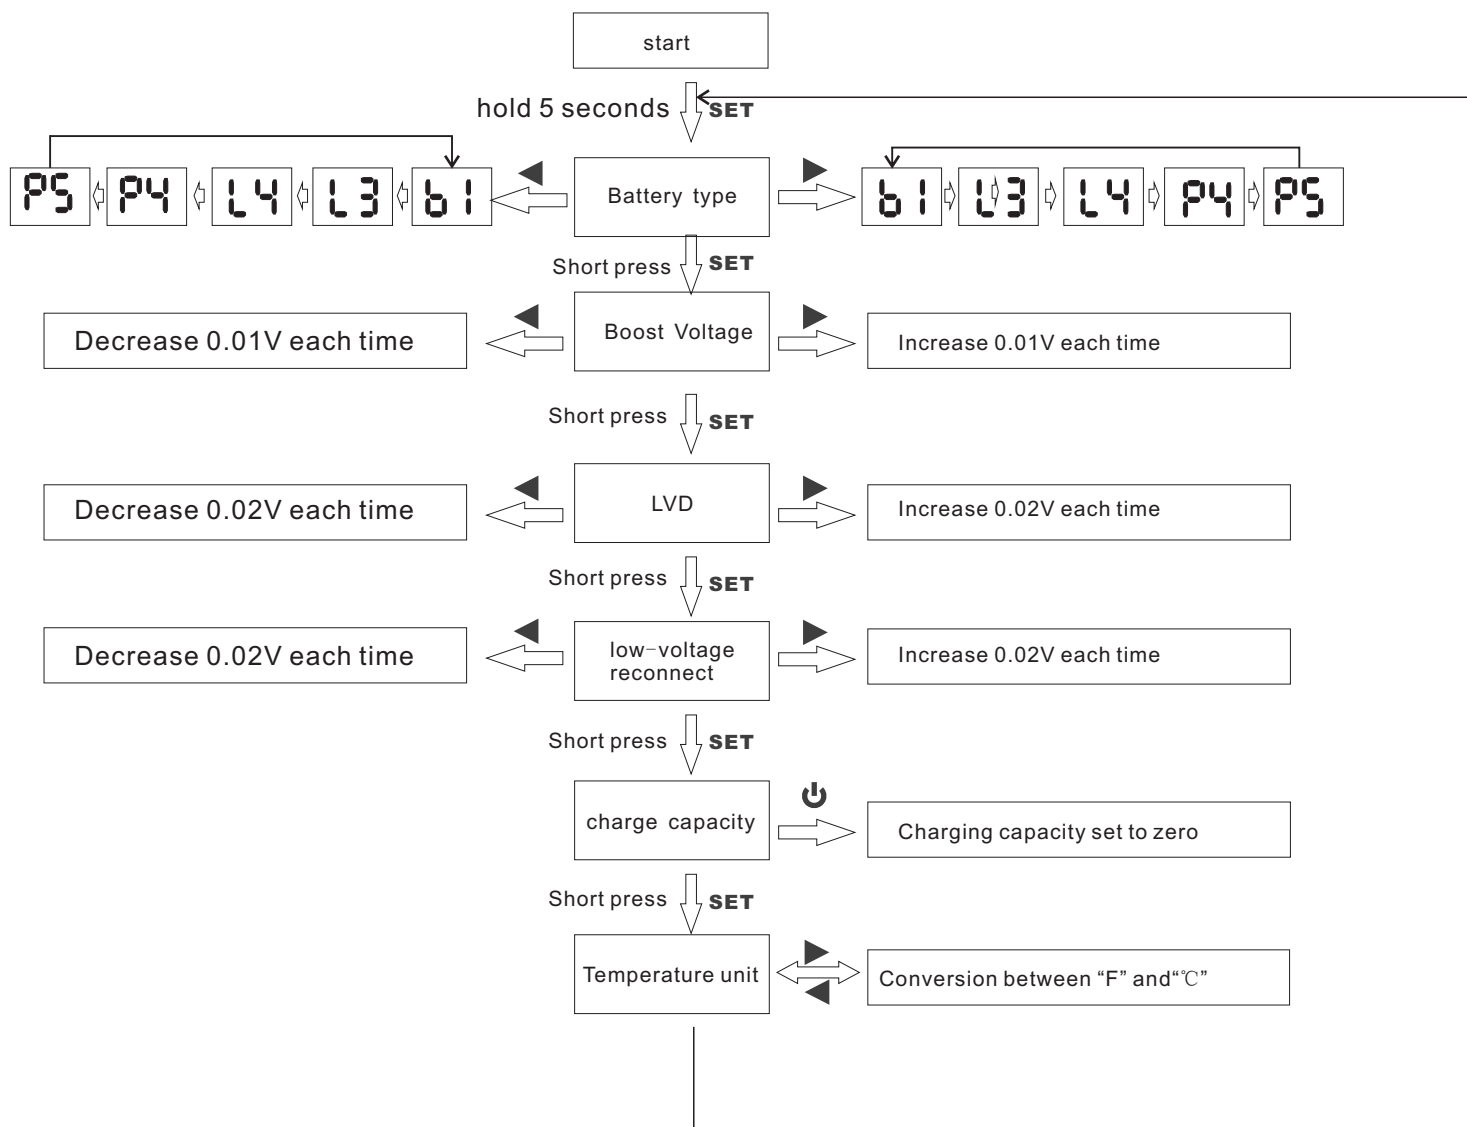 start
hold 5 seconds SET
P5 P4 L4 L3 b1 Battery type b1 L3 L4 P4 P5
Short press SET
Decrease 0.01V each time Boost Voltage Increase 0.01V each time
Short press SET
Decrease 0.02V each time LVD Increase 0.02V each time
Short press SET
Decrease 0.02V each time low-voltage Increase 0.02V each time
reconnect
Short press SET
charge capacity Charging capacity set to zero
Short press SET
Temperature unit Conversion between “F” and“℃”